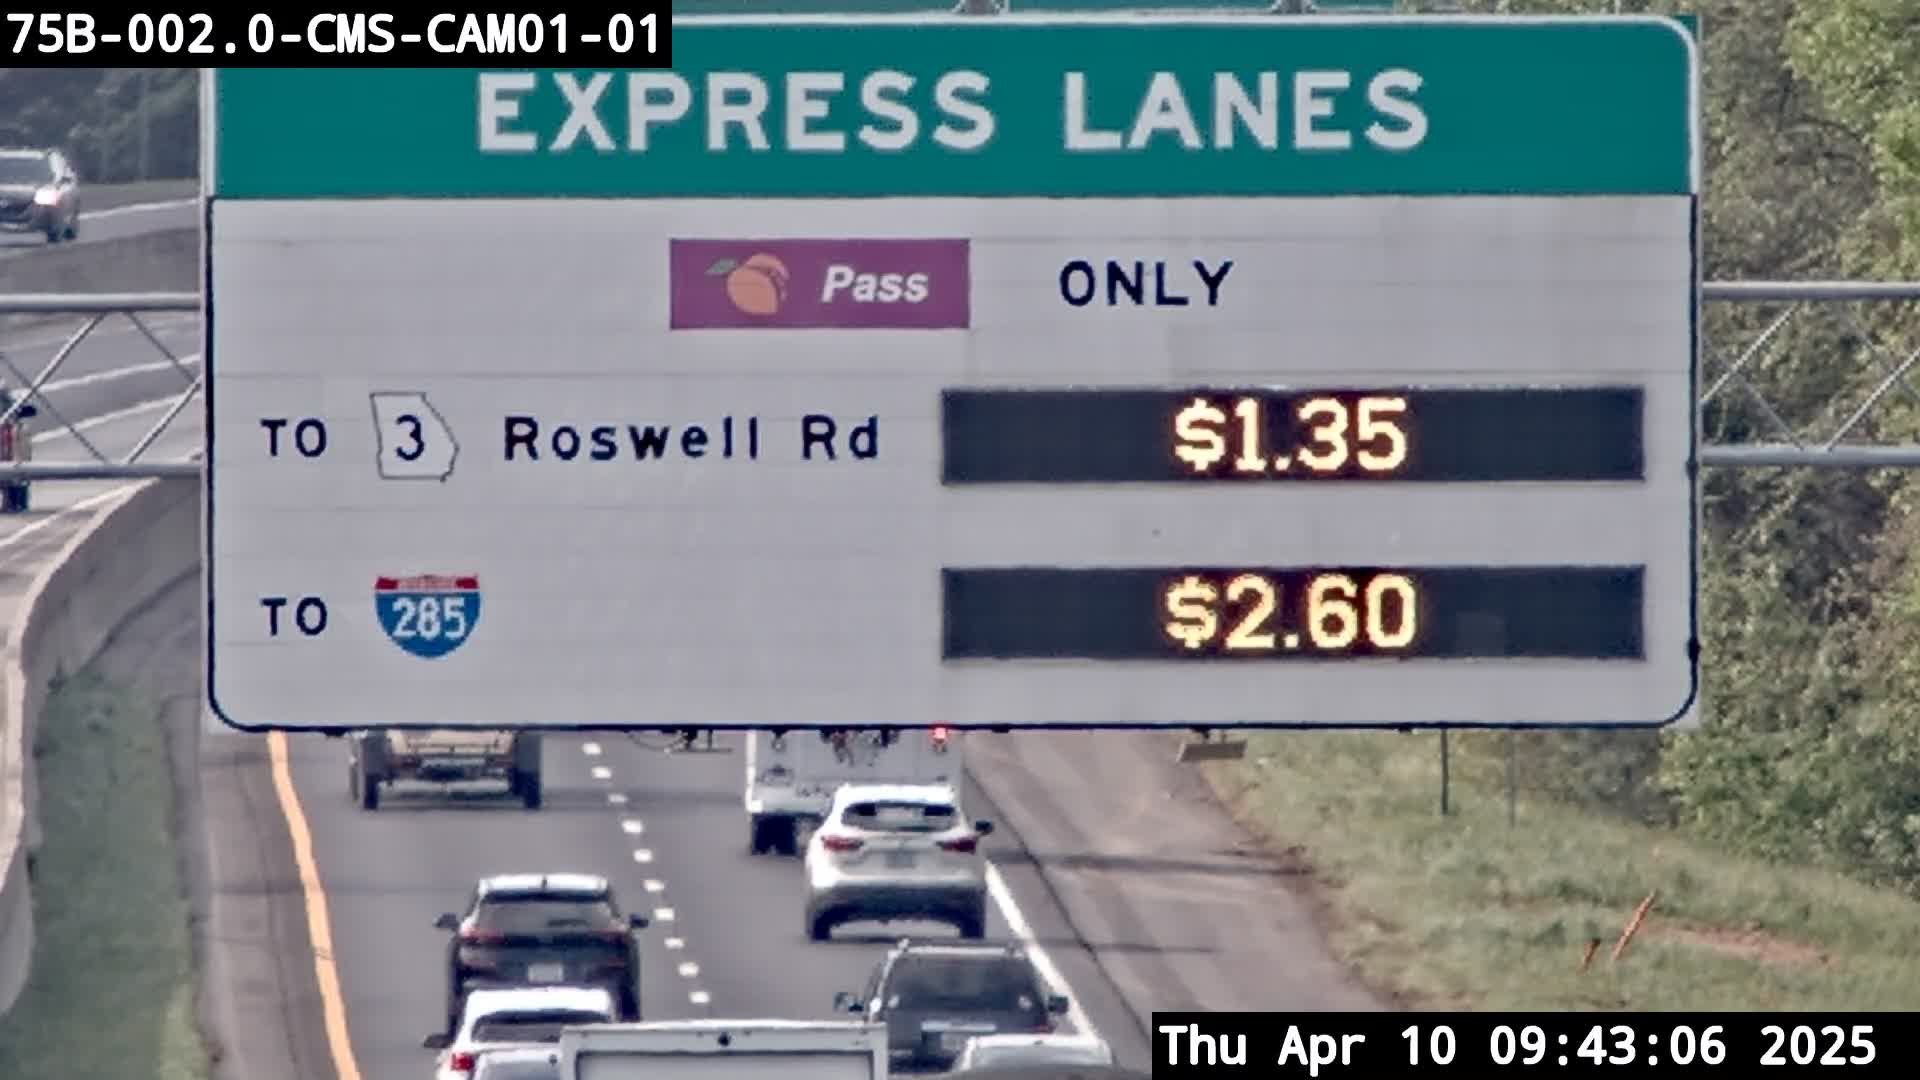 75B-002.0-CMS-CAM01-01
EXPRESS LANES
Pass ONLY
TO 3 Roswell Rd $1.35
TO 285 $2.60
Thu Apr 10 09:43:06 2025